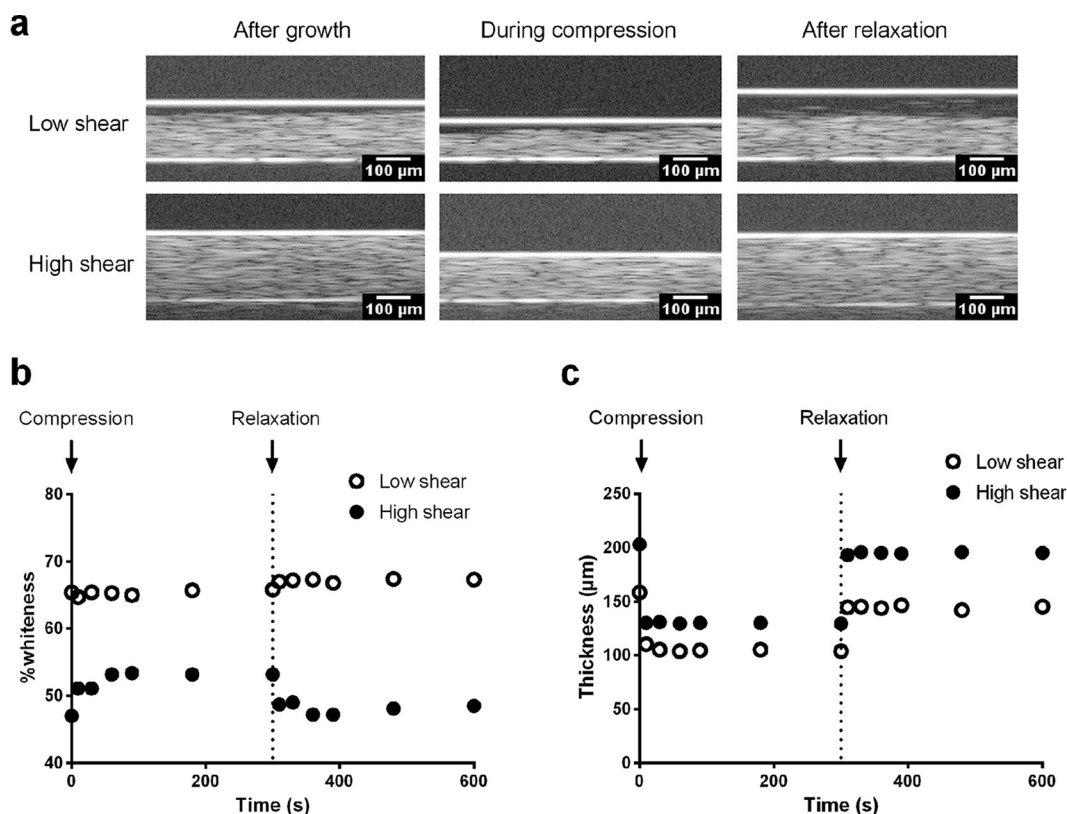 a
After growth During compression After relaxation
Low shear
100 µm 100 µm 100 µm
High shear
100 µm 100 µm 100 µm
b
Compression Relaxation
Low shear
High shear
80
70
60
50
40
%whiteness
0 200 400 600
Time (s)
c
Compression Relaxation
Low shear
High shear
250
200
150
100
50
0
Thickness (µm)
0 200 400 600
Time (s)